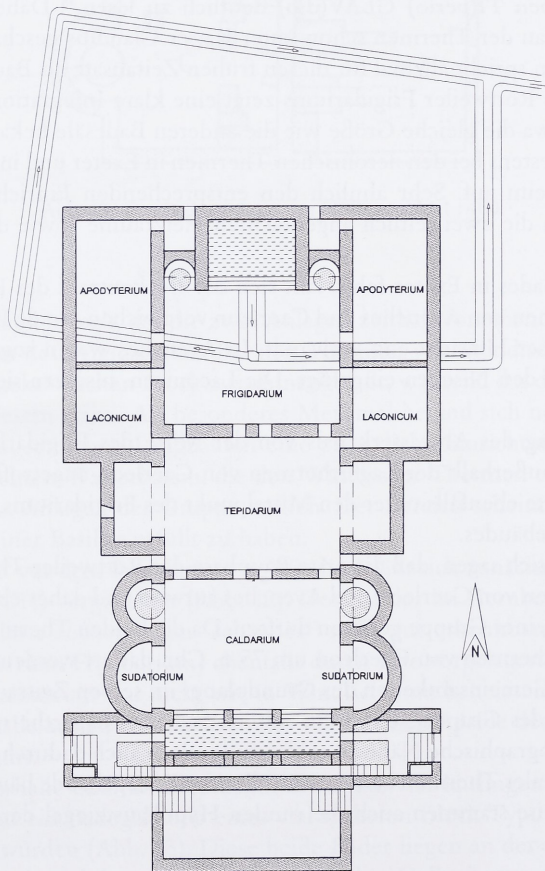 APODYTERIUM
APODYTERIUM
FRIGIDARIUM
LACONICUM
LACONICUM
TEPIDARIUM
CALDARIUM
SUDATORIUM
SUDATORIUM
N